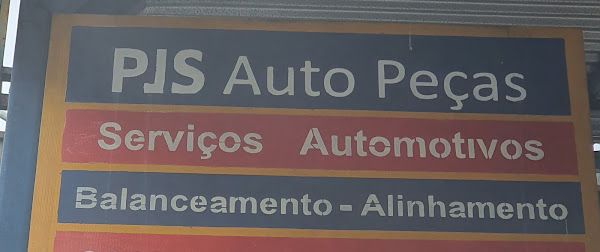 PJS Auto Peças
Serviços Automotivos
Balanceamento - Alinhamento